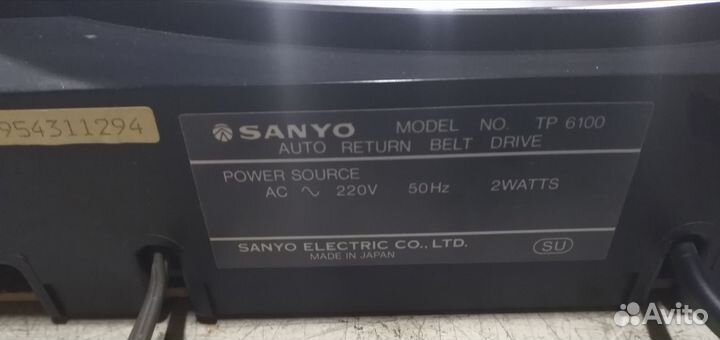 954311294
SANYO MODEL NO. TP 6100
AUTO RETURN BELT DRIVE
POWER SOURCE
AC ∿ 220V 50Hz 2WATTS
SANYO ELECTRIC CO., LTD.
MADE IN JAPAN
SU
Avito